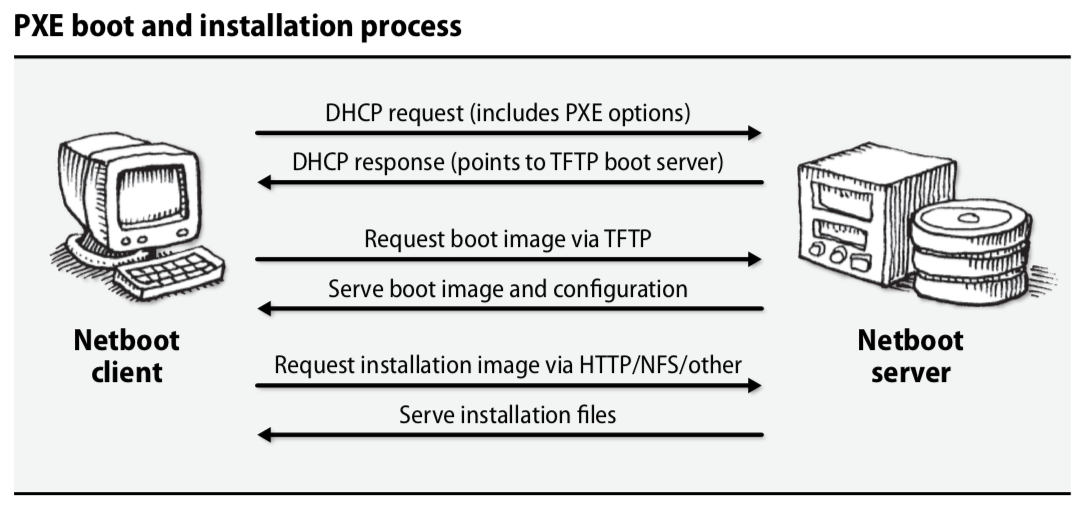 PXE boot and installation process
DHCP request (includes PXE options)
DHCP response (points to TFTP boot server)
Request boot image via TFTP
Serve boot image and configuration
Netboot
client
Netboot
server
Request installation image via HTTP/NFS/other
Serve installation files